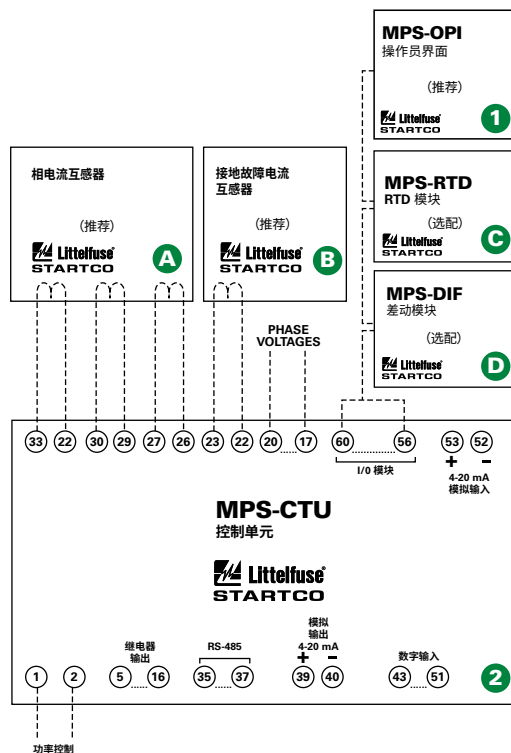 MPS-OPI
操作员界面
(推荐)
Littelfuse®
STARTCO
1
MPS-RTD
RTD 模块
(选配)
Littelfuse®
STARTCO
C
MPS-DIF
差动模块
(选配)
Littelfuse®
STARTCO
D
相电流互感器
(推荐)
Littelfuse®
STARTCO
A
接地故障电流
互感器
(推荐)
Littelfuse®
STARTCO
B
PHASE
VOLTAGES
33 22 30 29 27 26 23 22 20 ...... 17 60 ................ 56 53 52
I/0 模块
+ −
4-20 mA
模拟输入
MPS-CTU
控制单元
Littelfuse®
STARTCO
继电器
输出
RS-485
模拟
输出
4-20 mA
+ −
数字输入
1 2 5 ...... 16 35 ...... 37 39 40 43 ...... 51
2
功率控制